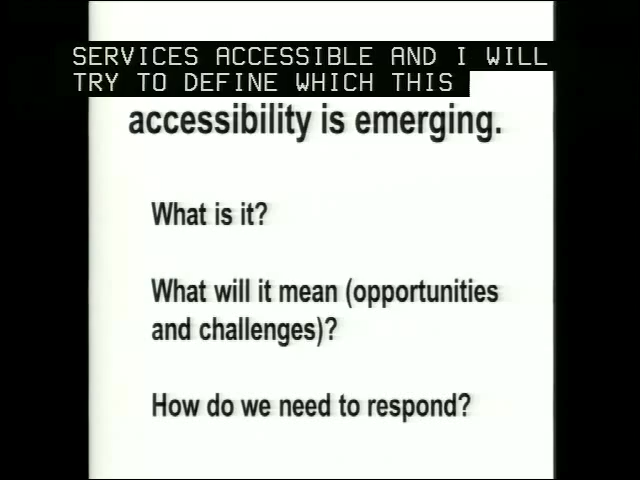 SERVICES ACCESSIBLE AND I WILL
TRY TO DEFINE WHICH THIS
accessibility is emerging.
What is it?
What will it mean (opportunities
and challenges)?
How do we need to respond?